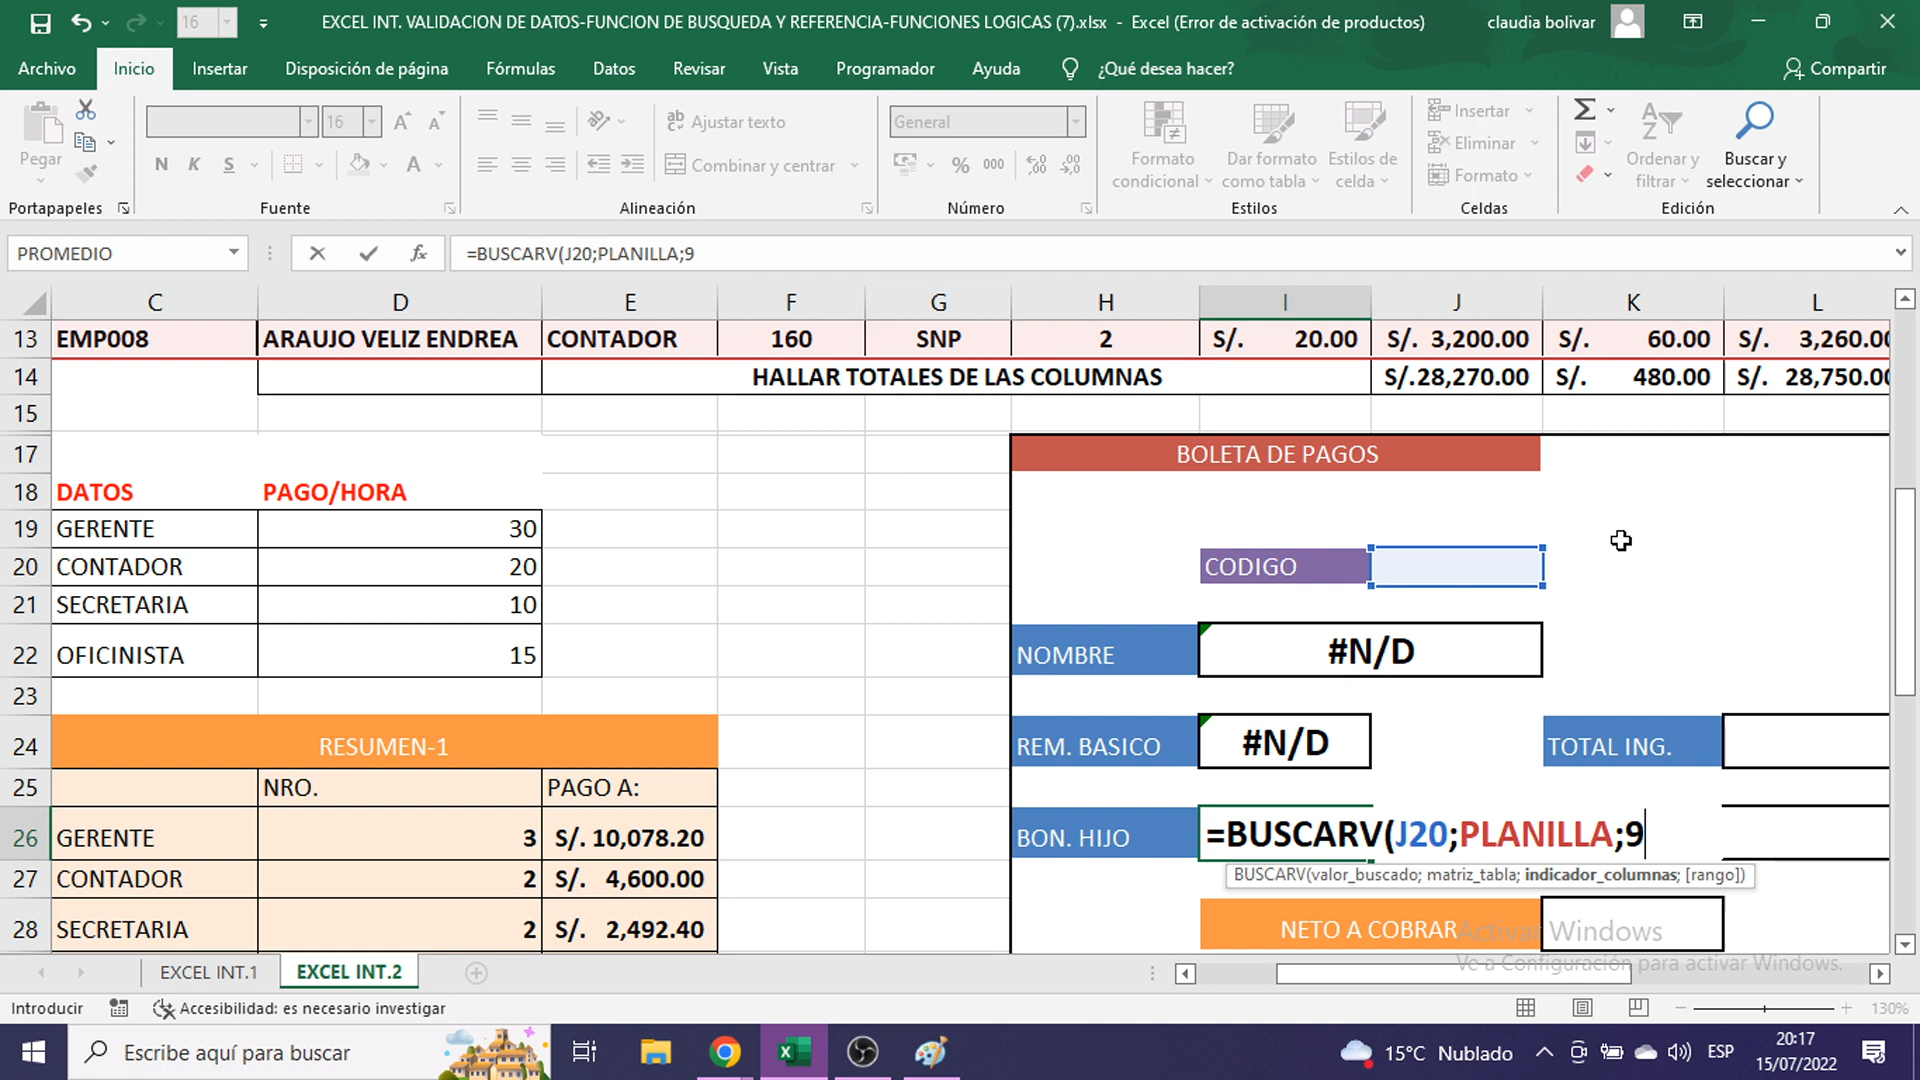 16
EXCEL INT. VALIDACION DE DATOS-FUNCION DE BUSQUEDA Y REFERENCIA-FUNCIONES LOGICAS (7).xlsx - Excel (Error de activación de productos)
claudia bolivar
Archivo Inicio Insertar Disposición de página Fórmulas Datos Revisar Vista Programador Ayuda ¿Qué desea hacer? Compartir
Pegar
16
N K S
Ajustar texto
Combinar y centrar
General
% 000
Formato condicional
Dar formato como tabla
Estilos de celda
Insertar
Eliminar
Formato
Ordenar y filtrar
Buscar y seleccionar
Portapapeles Fuente Alineación Número Estilos Celdas Edición
PROMEDIO fx =BUSCARV(J20;PLANILLA;9
C D E F G H I J K L
13 EMP008 ARAUJO VELIZ ENDREA CONTADOR 160 SNP 2 S/. 20.00 S/. 3,200.00 S/. 60.00 S/. 3,260.00
14 HALLAR TOTALES DE LAS COLUMNAS S/.28,270.00 S/. 480.00 S/. 28,750.00
15
17 BOLETA DE PAGOS
18 DATOS PAGO/HORA
19 GERENTE 30
20 CONTADOR 20 CODIGO
21 SECRETARIA 10
22 OFICINISTA 15 NOMBRE #N/D
23
24 RESUMEN-1 REM. BASICO #N/D TOTAL ING.
25 NRO. PAGO A:
26 GERENTE 3 S/. 10,078.20 BON. HIJO =BUSCARV(J20;PLANILLA;9
BUSCARV(valor_buscado; matriz_tabla; indicador_columnas; [rango])
27 CONTADOR 2 S/. 4,600.00
28 SECRETARIA 2 S/. 2,492.40 NETO A COBRAR
Activar Windows
Ve a Configuración para activar Windows.
EXCEL INT.1 EXCEL INT.2
Introducir Accesibilidad: es necesario investigar 130%
Escribe aquí para buscar
15°C Nublado ESP
20:17
15/07/2022